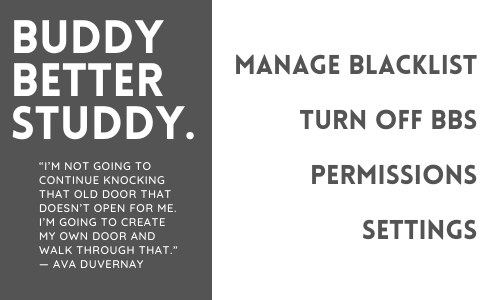 BUDDY
BETTER
STUDDY.
“I’M NOT GOING TO
CONTINUE KNOCKING
THAT OLD DOOR THAT
DOESN’T OPEN FOR ME.
I’M GOING TO CREATE
MY OWN DOOR AND
WALK THROUGH THAT.”
— AVA DUVERNAY
MANAGE BLACKLIST
TURN OFF BBS
PERMISSIONS
SETTINGS